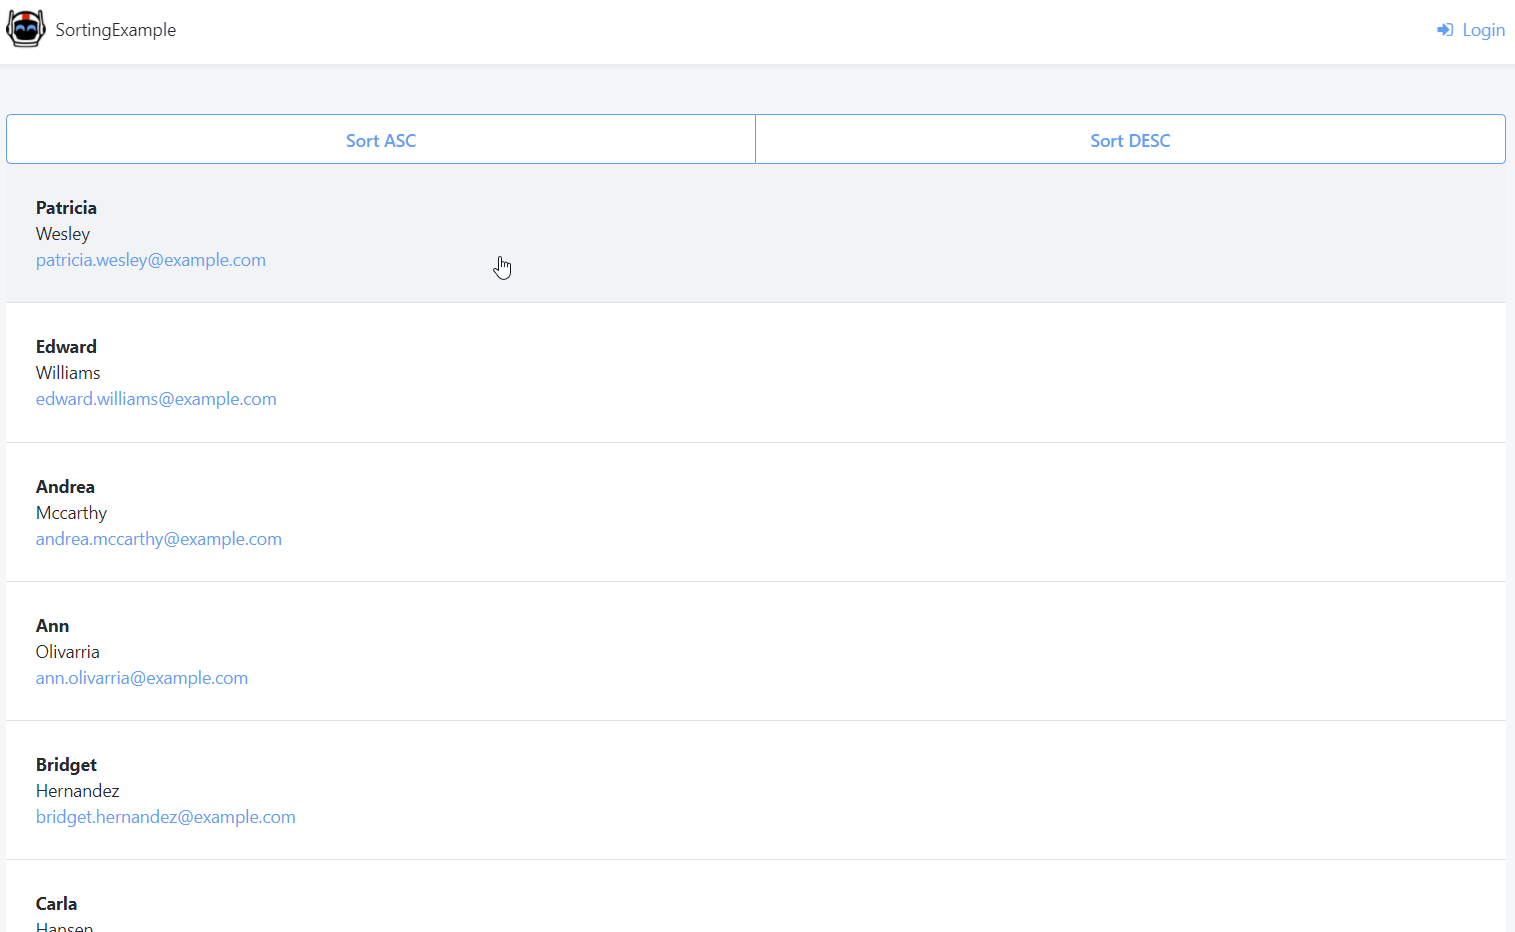 SortingExample
Login
Sort ASC
Sort DESC
Patricia
Wesley
patricia.wesley@example.com
Edward
Williams
edward.williams@example.com
Andrea
Mccarthy
andrea.mccarthy@example.com
Ann
Olivarria
ann.olivarria@example.com
Bridget
Hernandez
bridget.hernandez@example.com
Carla
Hansen